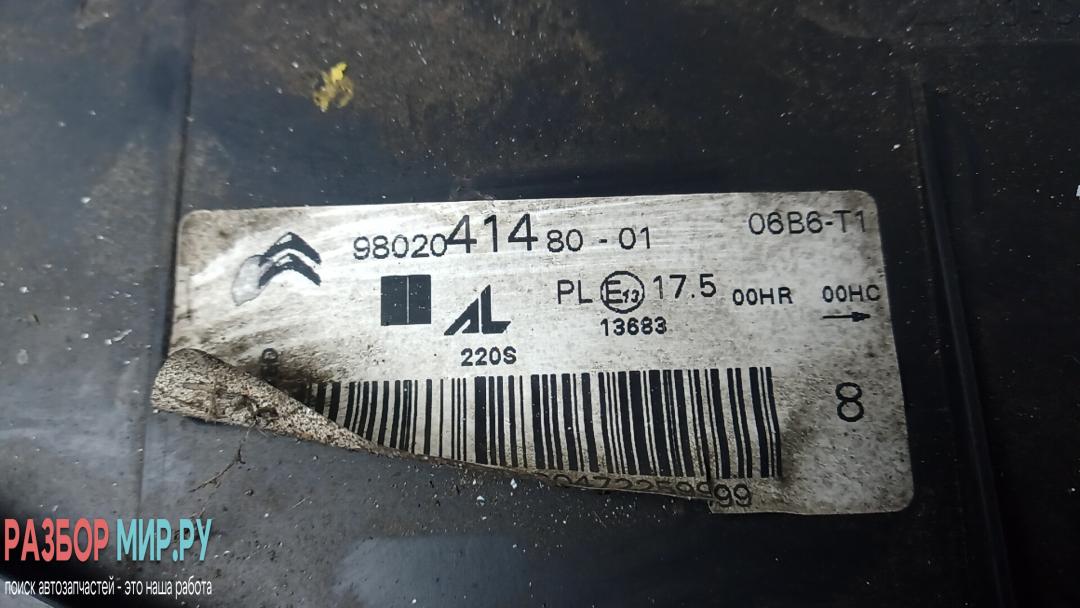 9802041480-01
06B6-T1
PL E13 17.5
00HR
00HC
13683
AL
220S
8
РАЗБОР МИР.РУ
поиск автозапчастей - это наша работа